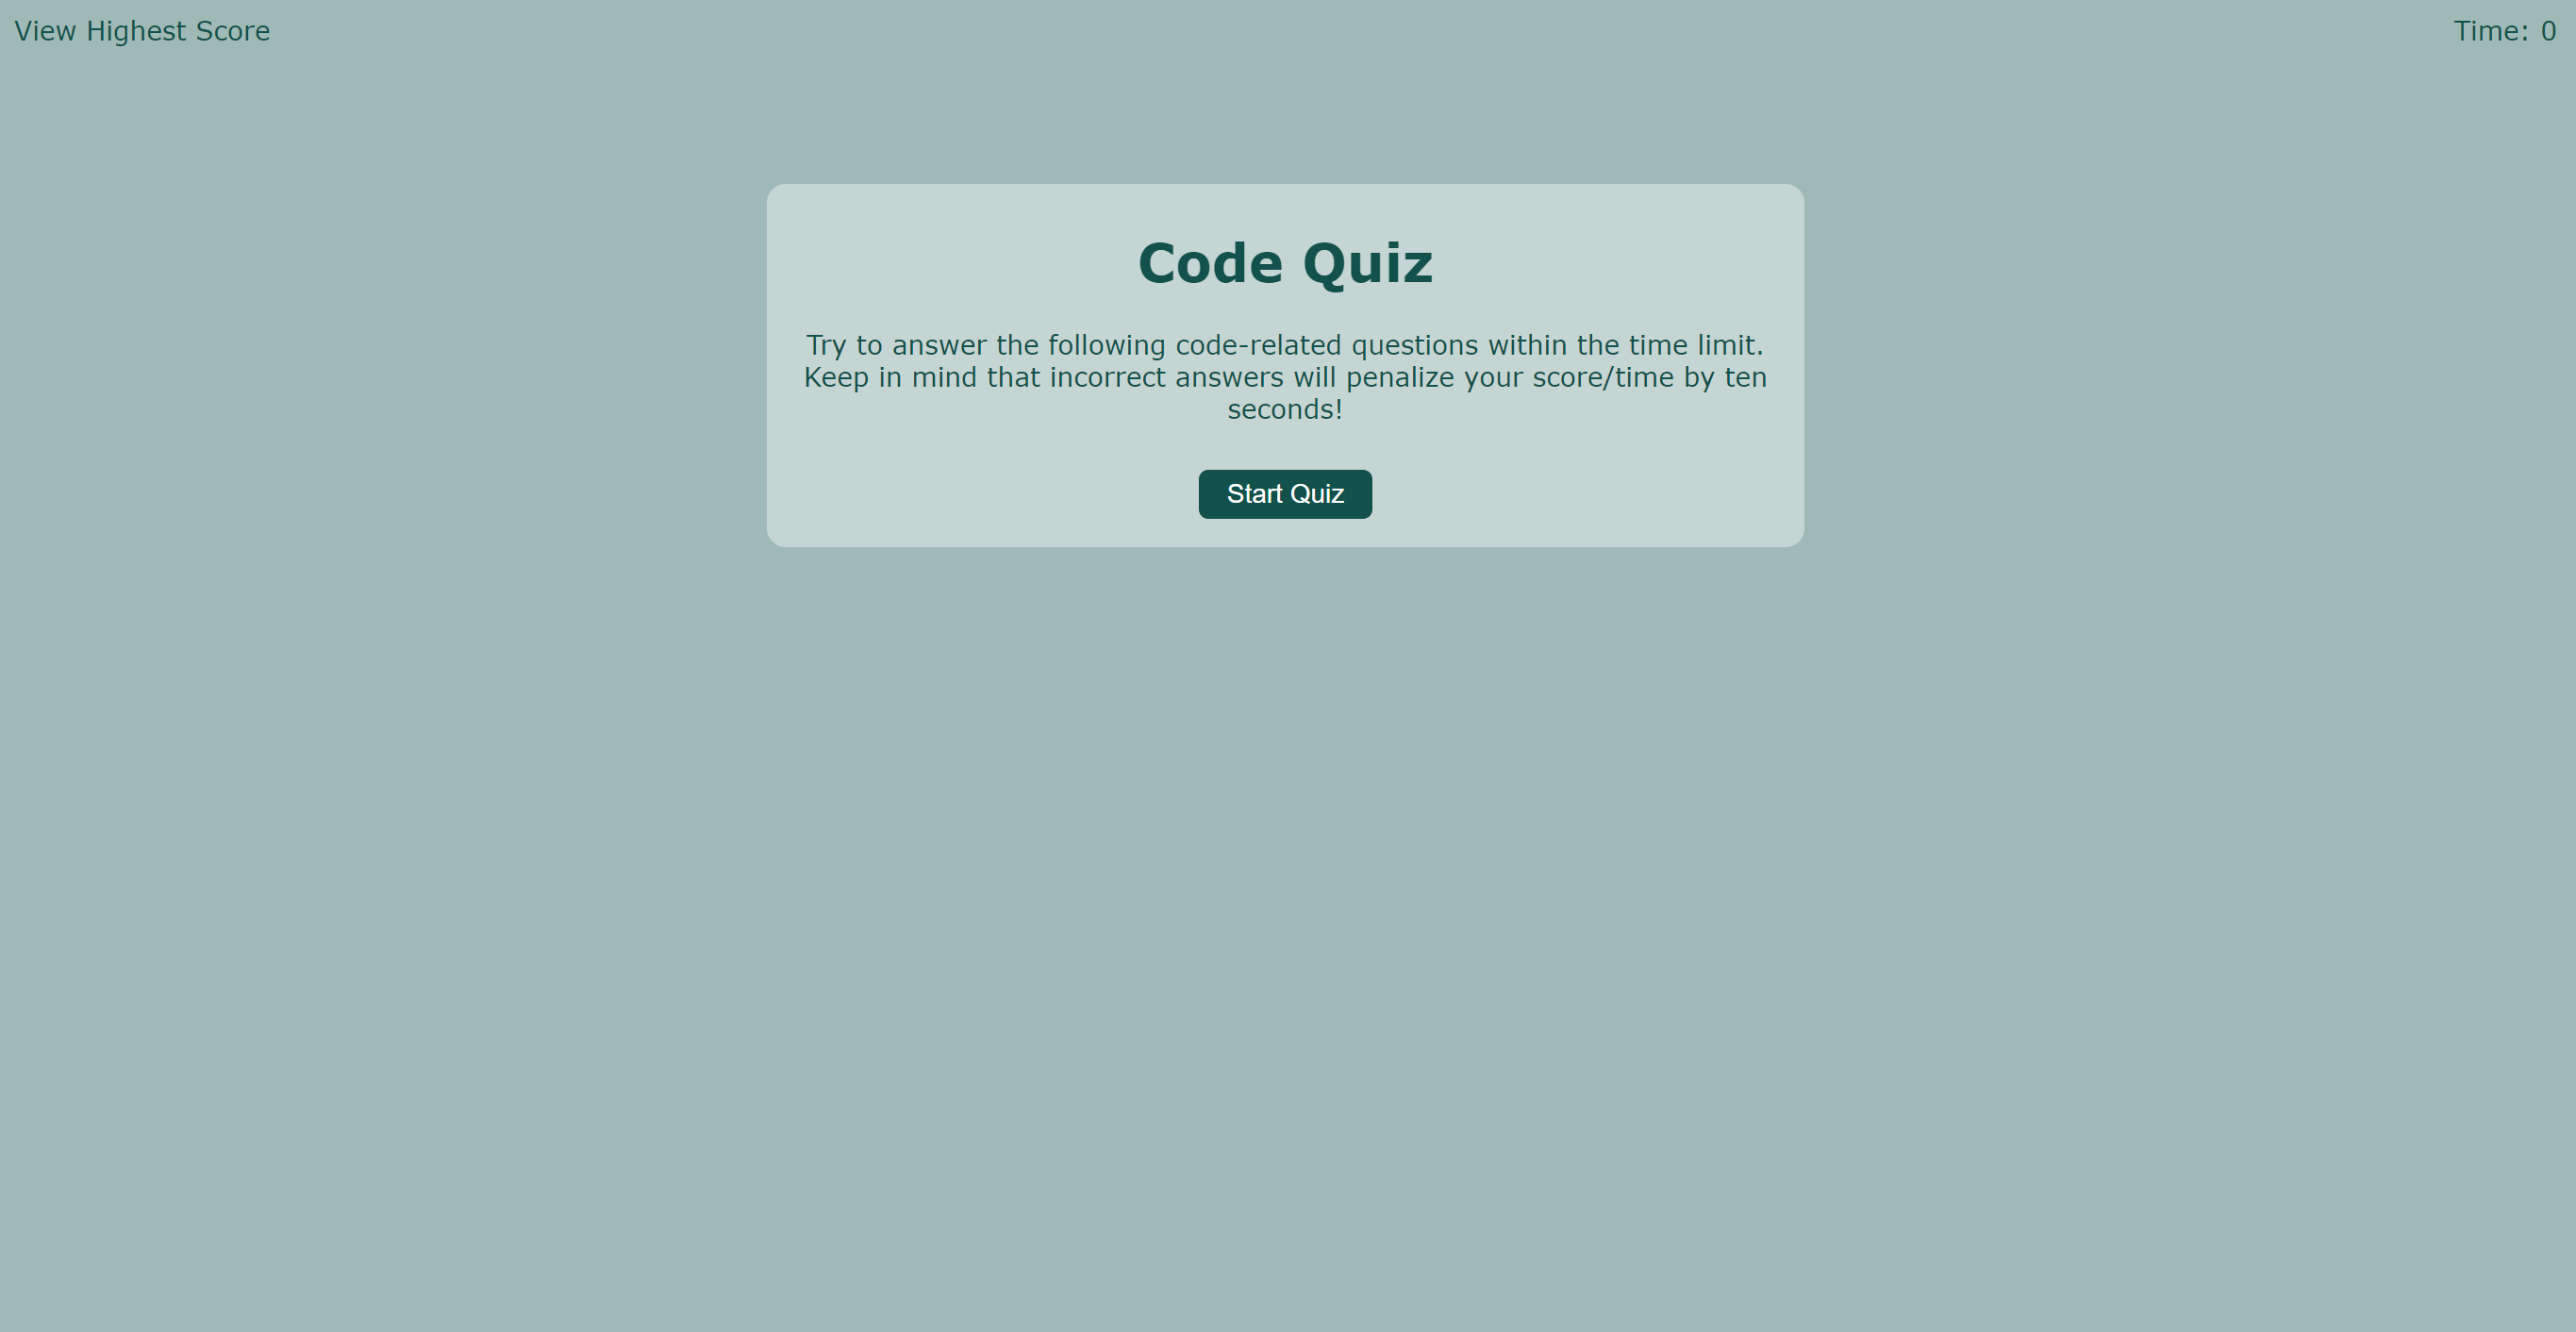 View Highest Score
Time: 0
Code Quiz
Try to answer the following code-related questions within the time limit.
Keep in mind that incorrect answers will penalize your score/time by ten
seconds!
Start Quiz